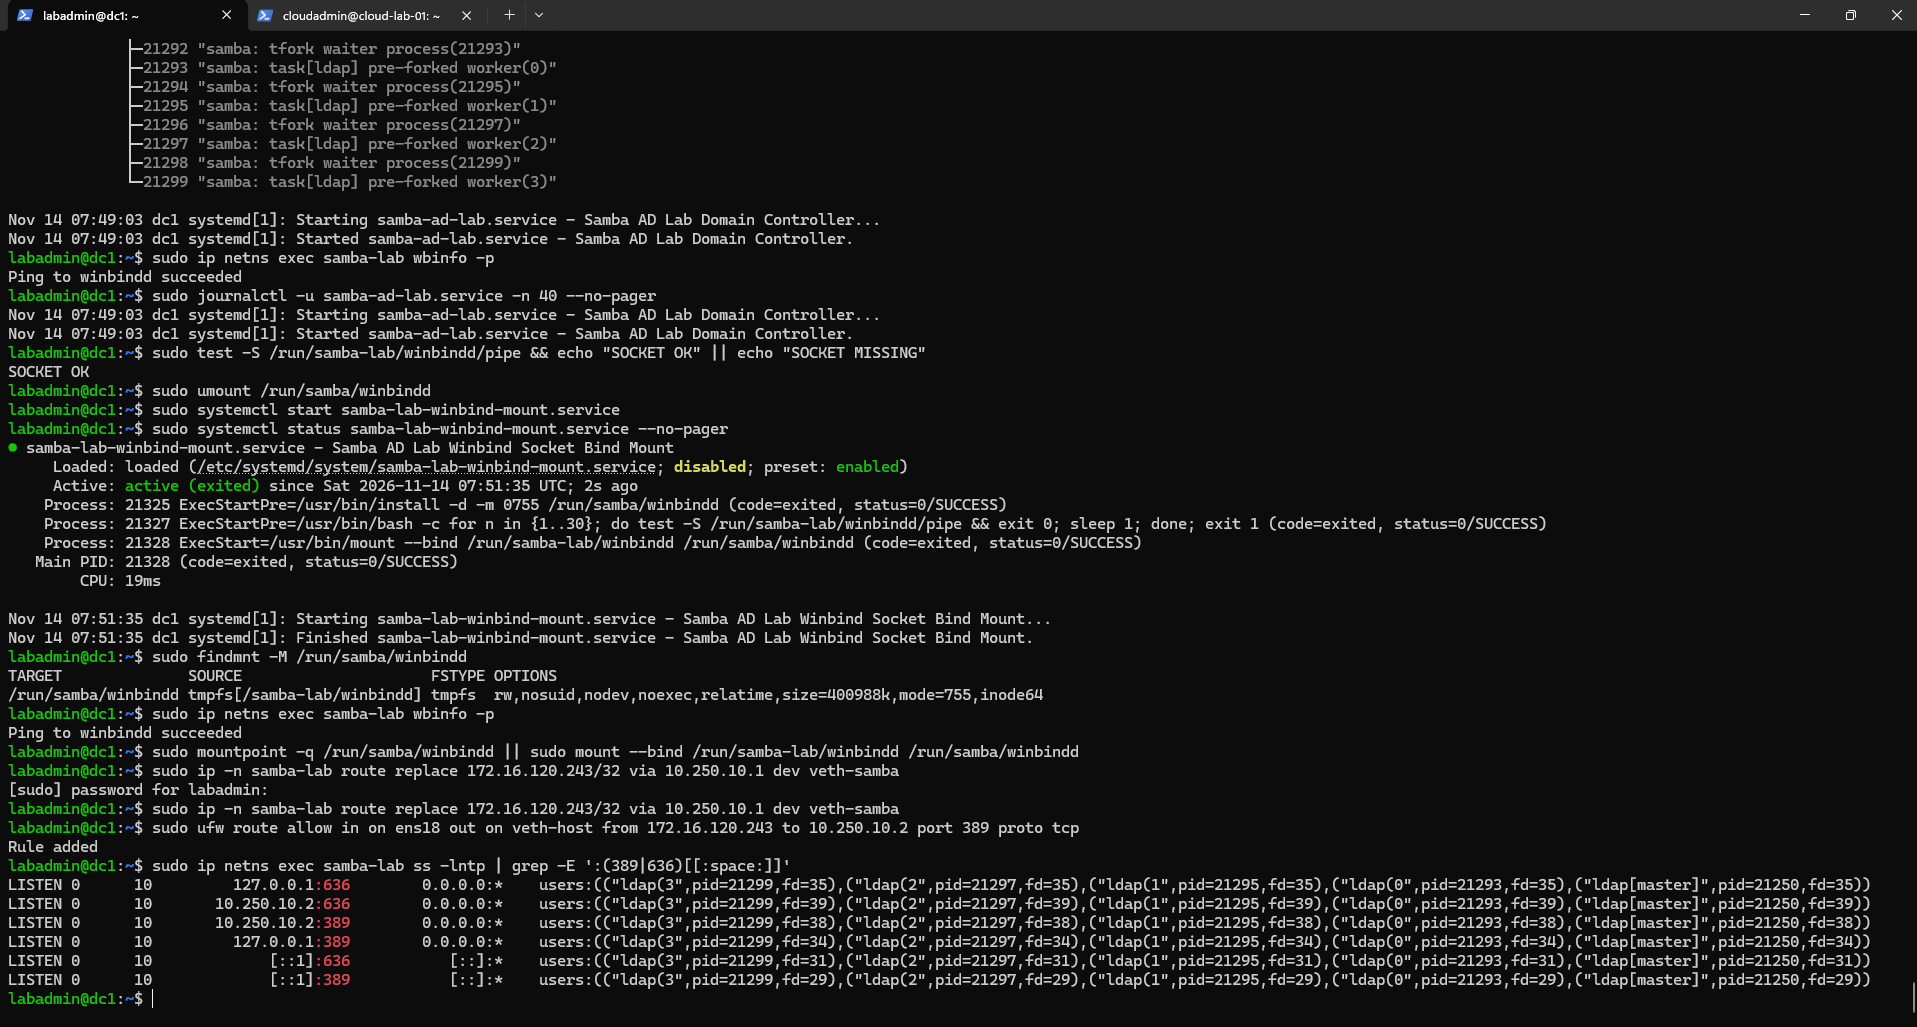 labadmin@dc1: ~
cloudadmin@cloud-lab-01: ~
├─21292 "samba: tfork waiter process(21293)"
├─21293 "samba: task[ldap] pre-forked worker(0)"
├─21294 "samba: tfork waiter process(21295)"
├─21295 "samba: task[ldap] pre-forked worker(1)"
├─21296 "samba: tfork waiter process(21297)"
├─21297 "samba: task[ldap] pre-forked worker(2)"
├─21298 "samba: tfork waiter process(21299)"
└─21299 "samba: task[ldap] pre-forked worker(3)"
Nov 14 07:49:03 dc1 systemd[1]: Starting samba-ad-lab.service - Samba AD Lab Domain Controller...
Nov 14 07:49:03 dc1 systemd[1]: Started samba-ad-lab.service - Samba AD Lab Domain Controller.
labadmin@dc1:~$ sudo ip netns exec samba-lab wbinfo -p
Ping to winbindd succeeded
labadmin@dc1:~$ sudo journalctl -u samba-ad-lab.service -n 40 --no-pager
Nov 14 07:49:03 dc1 systemd[1]: Starting samba-ad-lab.service - Samba AD Lab Domain Controller...
Nov 14 07:49:03 dc1 systemd[1]: Started samba-ad-lab.service - Samba AD Lab Domain Controller.
labadmin@dc1:~$ sudo test -S /run/samba-lab/winbindd/pipe && echo "SOCKET OK" || echo "SOCKET MISSING"
SOCKET OK
labadmin@dc1:~$ sudo umount /run/samba/winbindd
labadmin@dc1:~$ sudo systemctl start samba-lab-winbind-mount.service
labadmin@dc1:~$ sudo systemctl status samba-lab-winbind-mount.service --no-pager
● samba-lab-winbind-mount.service - Samba AD Lab Winbind Socket Bind Mount
Loaded: loaded (/etc/systemd/system/samba-lab-winbind-mount.service; disabled; preset: enabled)
Active: active (exited) since Sat 2026-11-14 07:51:35 UTC; 2s ago
Process: 21325 ExecStartPre=/usr/bin/install -d -m 0755 /run/samba/winbindd (code=exited, status=0/SUCCESS)
Process: 21327 ExecStartPre=/usr/bin/bash -c for n in {1..30}; do test -S /run/samba-lab/winbindd/pipe && exit 0; sleep 1; done; exit 1 (code=exited, status=0/SUCCESS)
Process: 21328 ExecStart=/usr/bin/mount --bind /run/samba-lab/winbindd /run/samba/winbindd (code=exited, status=0/SUCCESS)
Main PID: 21328 (code=exited, status=0/SUCCESS)
CPU: 19ms
Nov 14 07:51:35 dc1 systemd[1]: Starting samba-lab-winbind-mount.service - Samba AD Lab Winbind Socket Bind Mount...
Nov 14 07:51:35 dc1 systemd[1]: Finished samba-lab-winbind-mount.service - Samba AD Lab Winbind Socket Bind Mount.
labadmin@dc1:~$ sudo findmnt -M /run/samba/winbindd
TARGET SOURCE FSTYPE OPTIONS
/run/samba/winbindd tmpfs[/samba-lab/winbindd] tmpfs rw,nosuid,nodev,noexec,relatime,size=400988k,mode=755,inode64
labadmin@dc1:~$ sudo ip netns exec samba-lab wbinfo -p
Ping to winbindd succeeded
labadmin@dc1:~$ sudo mountpoint -q /run/samba/winbindd || sudo mount --bind /run/samba-lab/winbindd /run/samba/winbindd
labadmin@dc1:~$ sudo ip -n samba-lab route replace 172.16.120.243/32 via 10.250.10.1 dev veth-samba
[sudo] password for labadmin:
labadmin@dc1:~$ sudo ip -n samba-lab route replace 172.16.120.243/32 via 10.250.10.1 dev veth-samba
labadmin@dc1:~$ sudo ufw route allow in on ens18 out on veth-host from 172.16.120.243 to 10.250.10.2 port 389 proto tcp
Rule added
labadmin@dc1:~$ sudo ip netns exec samba-lab ss -lntp | grep -E ':(389|636)[[:space:]]'
LISTEN 0 10 127.0.0.1:636 0.0.0.0:* users:(("ldap(3",pid=21299,fd=35),("ldap(2",pid=21297,fd=35),("ldap(1",pid=21295,fd=35),("ldap(0",pid=21293,fd=35),("ldap[master]",pid=21250,fd=35))
LISTEN 0 10 10.250.10.2:636 0.0.0.0:* users:(("ldap(3",pid=21299,fd=39),("ldap(2",pid=21297,fd=39),("ldap(1",pid=21295,fd=39),("ldap(0",pid=21293,fd=39),("ldap[master]",pid=21250,fd=39))
LISTEN 0 10 10.250.10.2:389 0.0.0.0:* users:(("ldap(3",pid=21299,fd=38),("ldap(2",pid=21297,fd=38),("ldap(1",pid=21295,fd=38),("ldap(0",pid=21293,fd=38),("ldap[master]",pid=21250,fd=38))
LISTEN 0 10 127.0.0.1:389 0.0.0.0:* users:(("ldap(3",pid=21299,fd=34),("ldap(2",pid=21297,fd=34),("ldap(1",pid=21295,fd=34),("ldap(0",pid=21293,fd=34),("ldap[master]",pid=21250,fd=34))
LISTEN 0 10 [::1]:636 [::]:* users:(("ldap(3",pid=21299,fd=31),("ldap(2",pid=21297,fd=31),("ldap(1",pid=21295,fd=31),("ldap(0",pid=21293,fd=31),("ldap[master]",pid=21250,fd=31))
LISTEN 0 10 [::1]:389 [::]:* users:(("ldap(3",pid=21299,fd=29),("ldap(2",pid=21297,fd=29),("ldap(1",pid=21295,fd=29),("ldap(0",pid=21293,fd=29),("ldap[master]",pid=21250,fd=29))
labadmin@dc1:~$